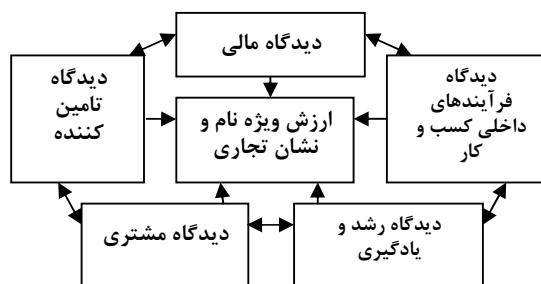 دیدگاه مالی
دیدگاه
فرآیندهای
داخلی کسب و
کار
ارزش ویژه نام و
نشان تجاری
دیدگاه
تامین
کننده
دیدگاه رشد و
یادگیری
دیدگاه مشتری